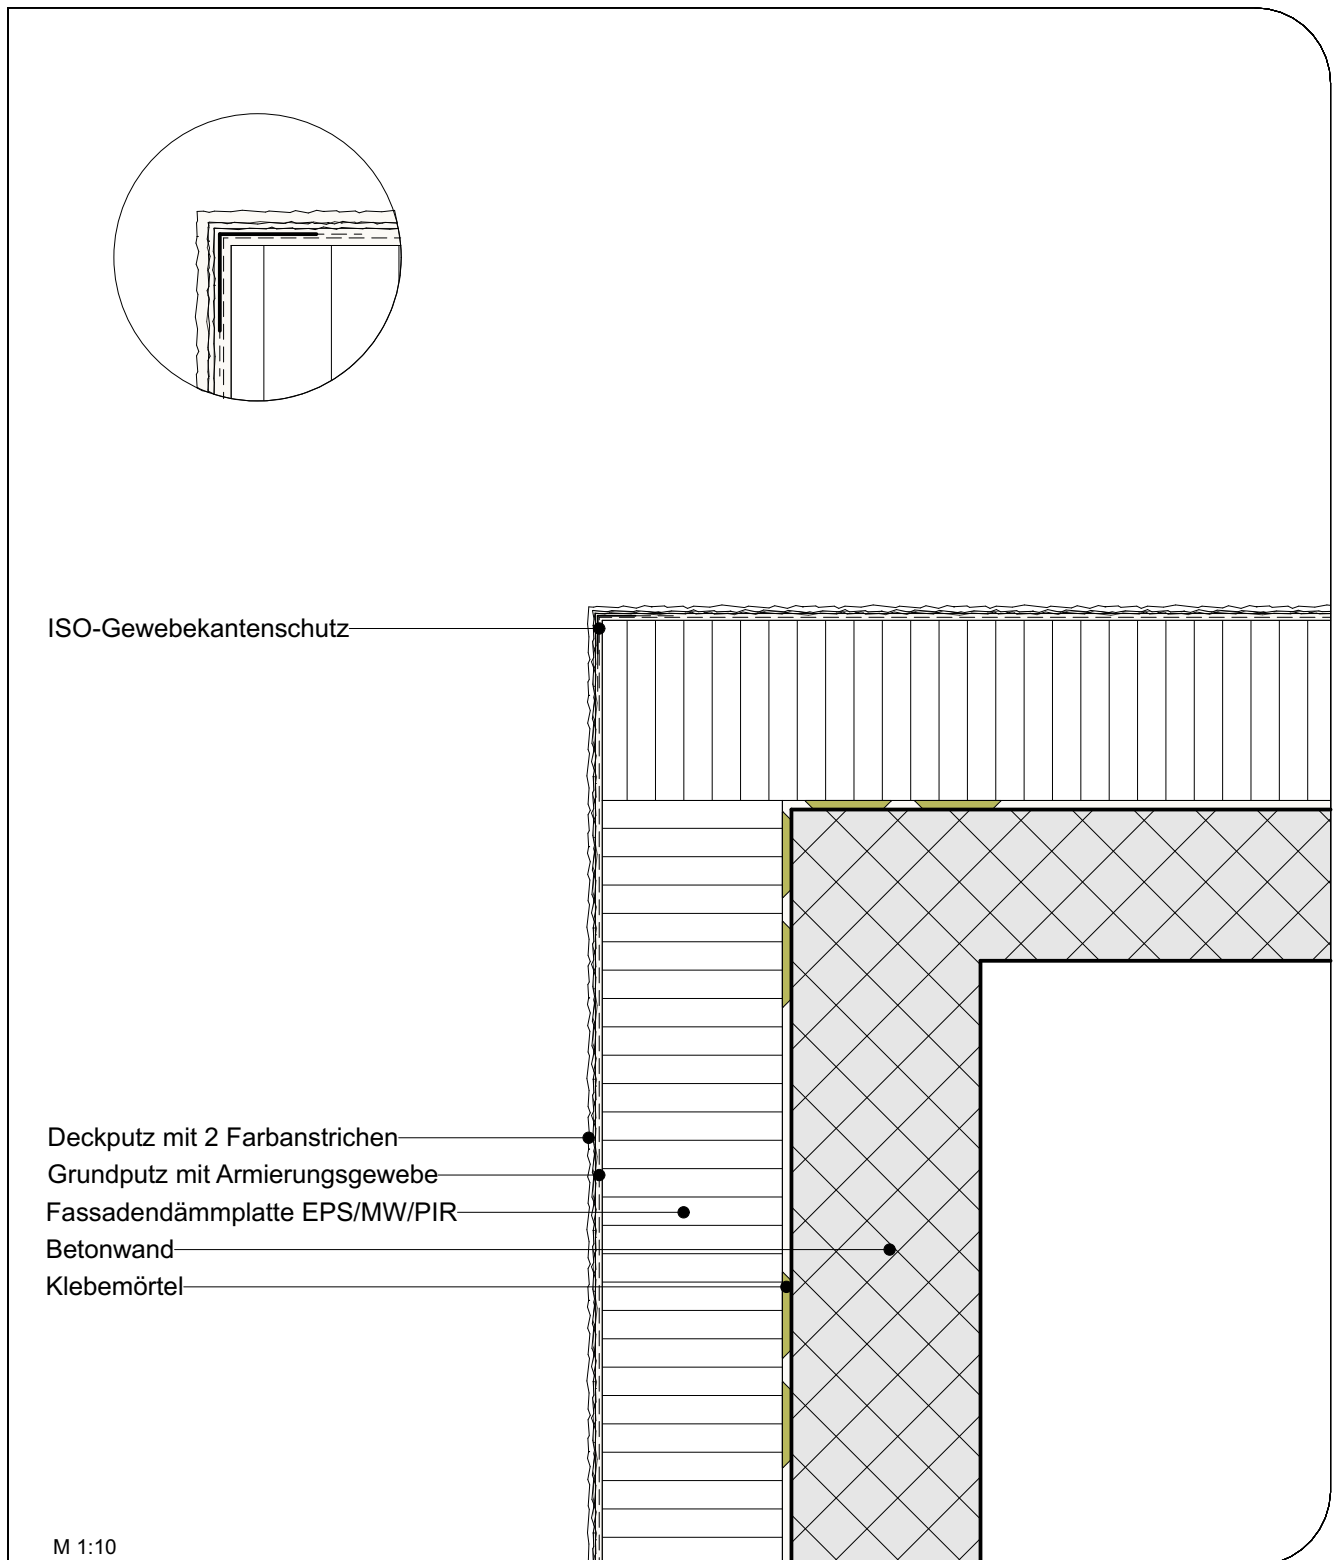 ISO-Gewebekantenschutz
Deckputz mit 2 Farbanstrichen
Grundputz mit Armierungsgewebe
Fassadendämmplatte EPS/MW/PIR
Betonwand
Klebemörtel
M 1:10